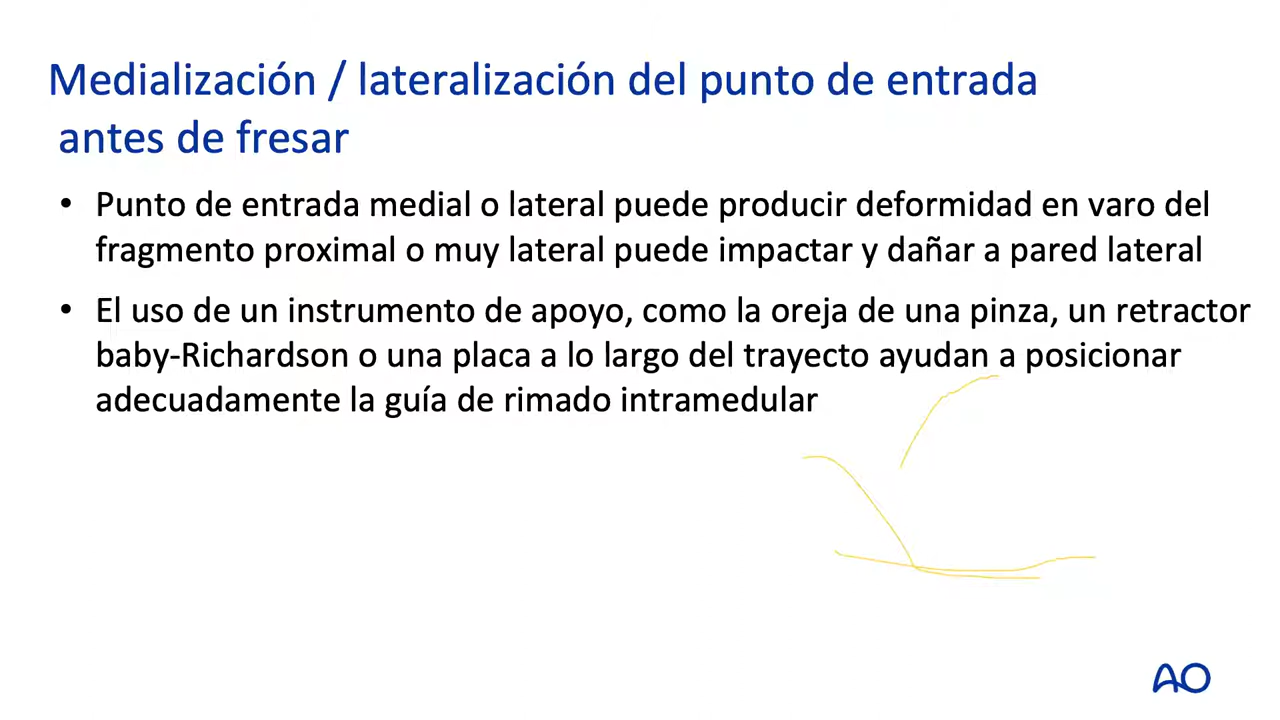 Medialización / lateralización del punto de entrada
antes de fresar
• Punto de entrada medial o lateral puede producir deformidad en varo del
fragmento proximal o muy lateral puede impactar y dañar a pared lateral
• El uso de un instrumento de apoyo, como la oreja de una pinza, un retractor
baby-Richardson o una placa a lo largo del trayecto ayudan a posicionar
adecuadamente la guía de rimado intramedular
AO